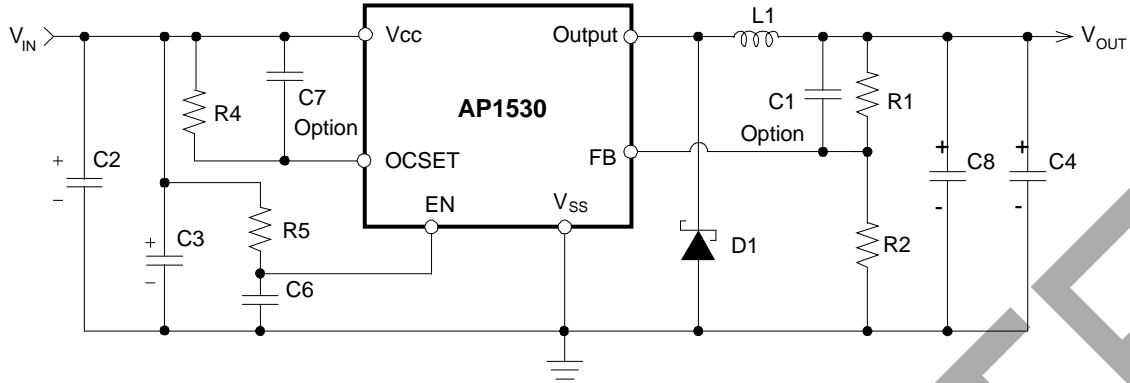 V_IN
Vcc
Output
L1
V_OUT
C7
Option
R4
AP1530
C1
Option
R1
OCSET
FB
+
C2
-
+
C8
-
+
C4
-
EN
V_SS
R5
+
C3
-
D1
R2
C6